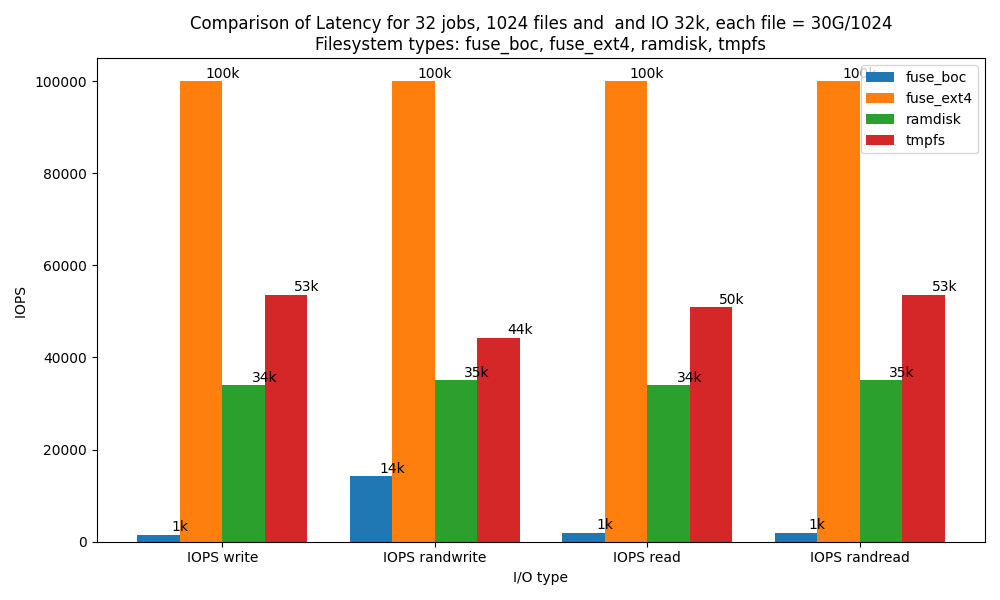 Comparison of Latency for 32 jobs, 1024 files and  and IO 32k, each file = 30G/1024
Filesystem types: fuse_boc, fuse_ext4, ramdisk, tmpfs
IOPS
100000
80000
60000
40000
20000
0
1k
100k
34k
53k
14k
100k
35k
44k
1k
100k
34k
50k
1k
100k
35k
53k
fuse_boc
fuse_ext4
ramdisk
tmpfs
IOPS write
IOPS randwrite
IOPS read
IOPS randread
I/O type